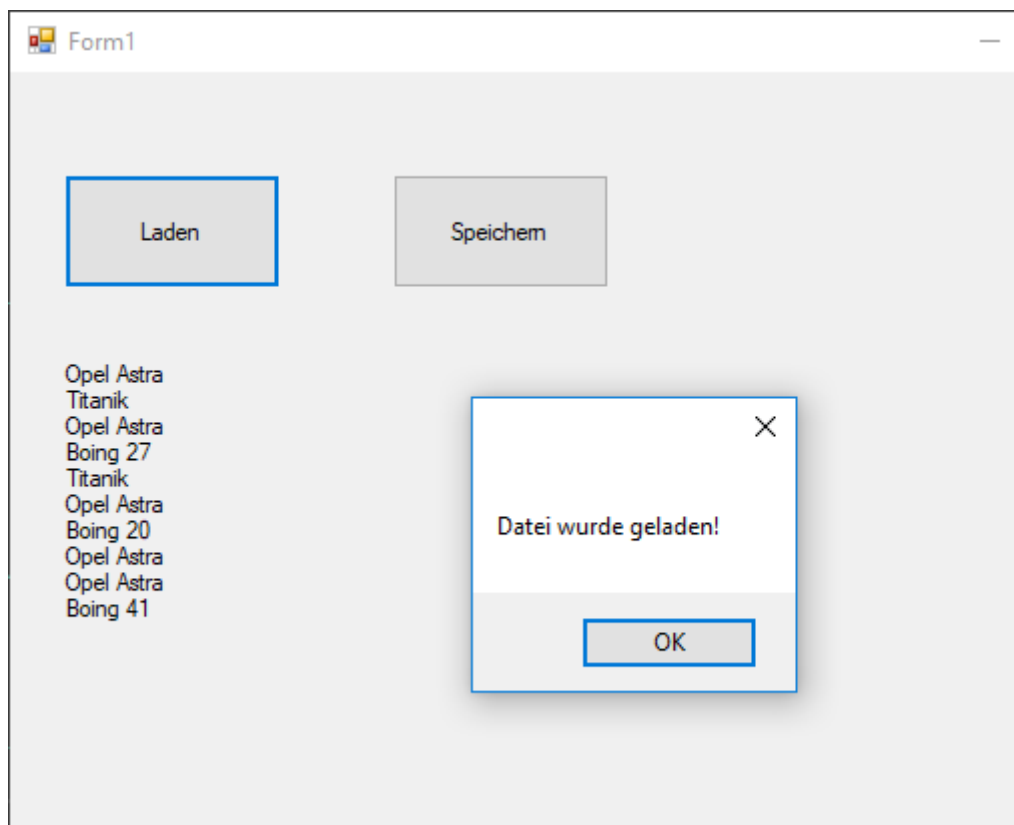 Form1
Laden
Speichern
Opel Astra
Titanik
Opel Astra
Boing 27
Titanik
Opel Astra
Boing 20
Opel Astra
Opel Astra
Boing 41
Datei wurde geladen!
OK